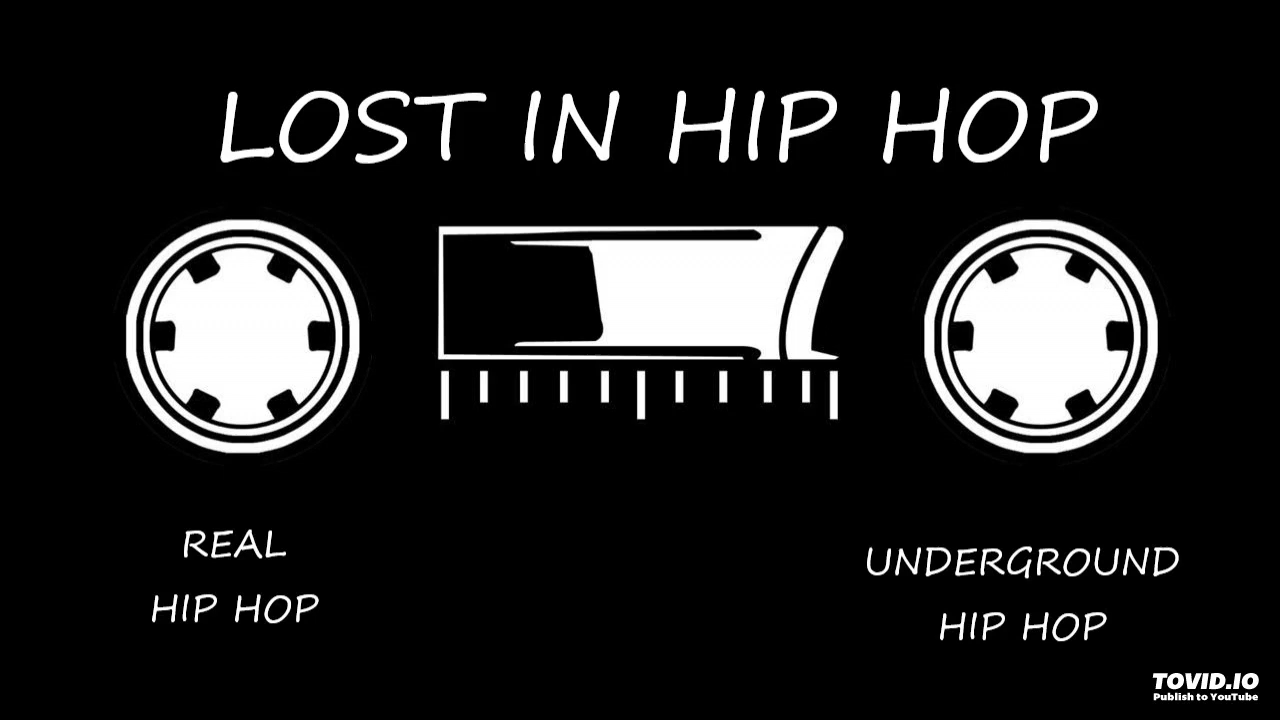 LOST IN HIP HOP
REAL
HIP HOP
UNDERGROUND
HIP HOP
TOVID.IO
Publish to YouTube